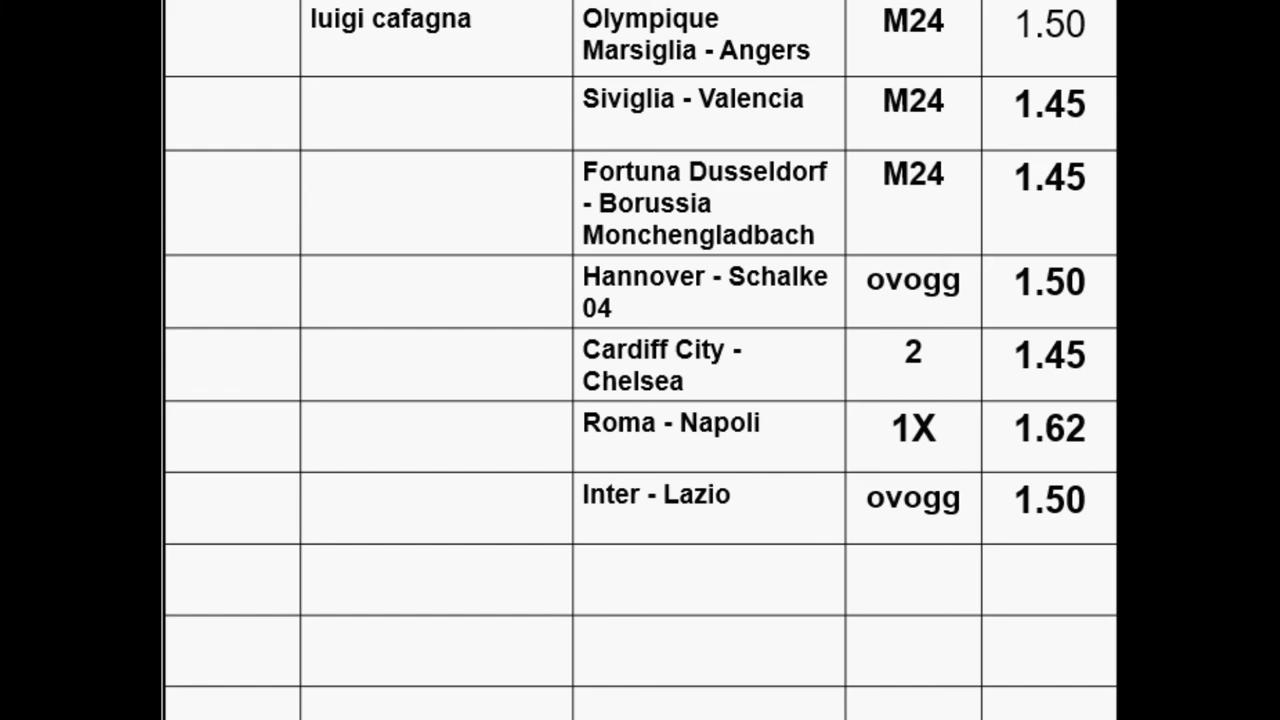 luigi cafagna
Olympique
Marsiglia - Angers
M24
1.50
Siviglia - Valencia
M24
1.45
Fortuna Dusseldorf
- Borussia
Monchengladbach
M24
1.45
Hannover - Schalke
04
ovogg
1.50
Cardiff City -
Chelsea
2
1.45
Roma - Napoli
1X
1.62
Inter - Lazio
ovogg
1.50